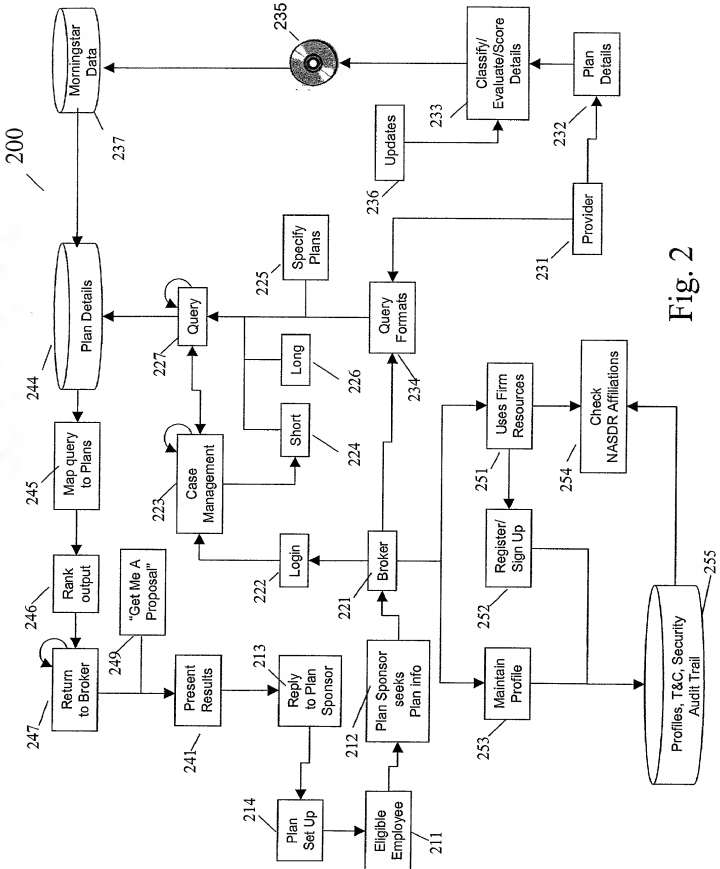 200
244
Plan Details
237
Morningstar
Data
235
245
Map query
to Plans
246
Rank
output
247
Return
to Broker
249
"Get Me A
Proposal"
241
Present
Results
213
Reply
to Plan
Sponsor
214
Plan
Set Up
211
Eligible
Employee
212
Plan Sponsor
seeks
Plan Info
221
Broker
222
Login
223
Case
Management
224
Short
226
Long
227
Query
225
Specify
Plans
234
Query
Formats
236
Updates
233
Classify/
Evaluate/Score
Details
232
Plan
Details
231
Provider
251
Uses Firm
Resources
254
Check
NASDR Affiliations
252
Register/
Sign Up
253
Maintain
Profile
255
Profiles, T&C, Security
Audit Trail
Fig. 2